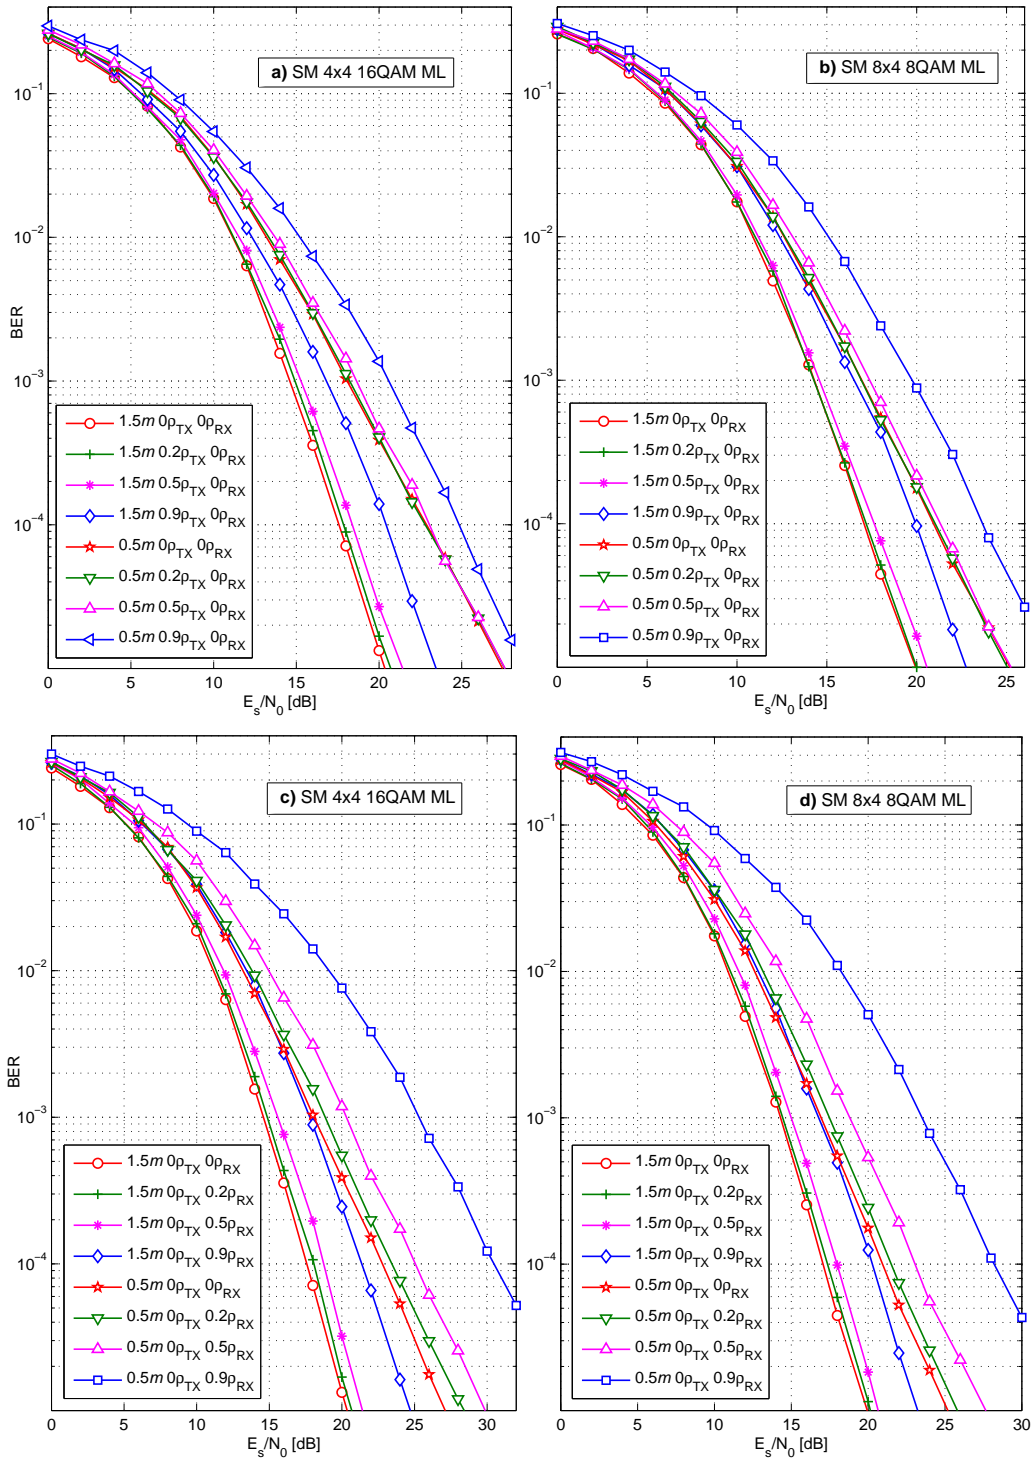 a) SM 4x4 16QAM ML
BER
10⁻¹
10⁻²
10⁻³
10⁻⁴
1.5m 0ρTX 0ρRX
1.5m 0.2ρTX 0ρRX
1.5m 0.5ρTX 0ρRX
1.5m 0.9ρTX 0ρRX
0.5m 0ρTX 0ρRX
0.5m 0.2ρTX 0ρRX
0.5m 0.5ρTX 0ρRX
0.5m 0.9ρTX 0ρRX
0 5 10 15 20 25
E_s/N_0 [dB]
b) SM 8x4 8QAM ML
10⁻¹
10⁻²
10⁻³
10⁻⁴
1.5m 0ρTX 0ρRX
1.5m 0.2ρTX 0ρRX
1.5m 0.5ρTX 0ρRX
1.5m 0.9ρTX 0ρRX
0.5m 0ρTX 0ρRX
0.5m 0.2ρTX 0ρRX
0.5m 0.5ρTX 0ρRX
0.5m 0.9ρTX 0ρRX
0 5 10 15 20 25
E_s/N_0 [dB]
c) SM 4x4 16QAM ML
BER
10⁻¹
10⁻²
10⁻³
10⁻⁴
1.5m 0ρTX 0ρRX
1.5m 0ρTX 0.2ρRX
1.5m 0ρTX 0.5ρRX
1.5m 0ρTX 0.9ρRX
0.5m 0ρTX 0ρRX
0.5m 0ρTX 0.2ρRX
0.5m 0ρTX 0.5ρRX
0.5m 0ρTX 0.9ρRX
0 5 10 15 20 25 30
E_s/N_0 [dB]
d) SM 8x4 8QAM ML
10⁻¹
10⁻²
10⁻³
10⁻⁴
1.5m 0ρTX 0ρRX
1.5m 0ρTX 0.2ρRX
1.5m 0ρTX 0.5ρRX
1.5m 0ρTX 0.9ρRX
0.5m 0ρTX 0ρRX
0.5m 0ρTX 0.2ρRX
0.5m 0ρTX 0.5ρRX
0.5m 0ρTX 0.9ρRX
0 5 10 15 20 25 30
E_s/N_0 [dB]